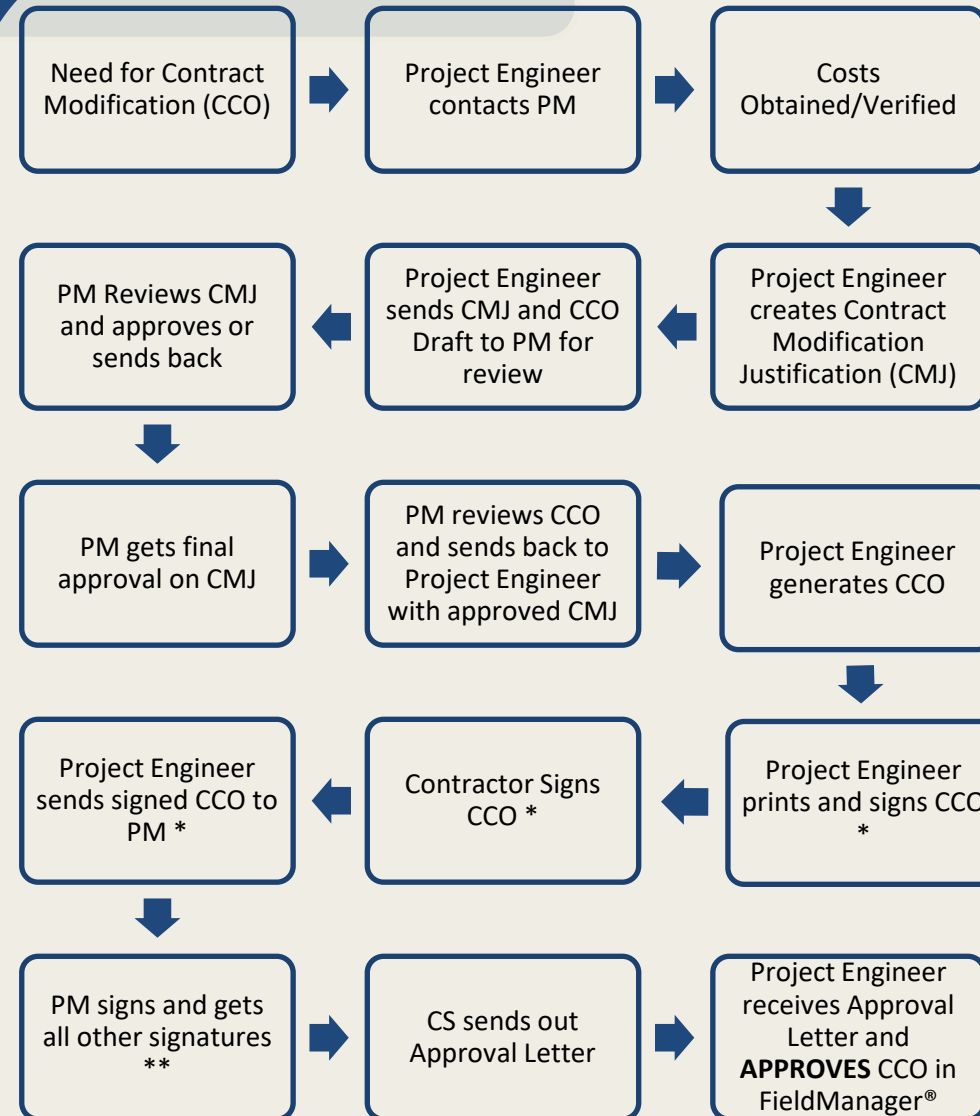 Need for Contract
Modification (CCO)
Project Engineer
contacts PM
Costs
Obtained/Verified
Project Engineer
creates Contract
Modification
Justification (CMJ)
Project Engineer
sends CMJ and CCO
Draft to PM for
review
PM Reviews CMJ
and approves or
sends back
PM gets final
approval on CMJ
PM reviews CCO
and sends back to
Project Engineer
with approved CMJ
Project Engineer
generates CCO
Project Engineer
prints and signs CCO
*
Contractor Signs
CCO *
Project Engineer
sends signed CCO to
PM *
PM signs and gets
all other signatures
**
CS sends out
Approval Letter
Project Engineer
receives Approval
Letter and
APPROVES CCO in
FieldManager®